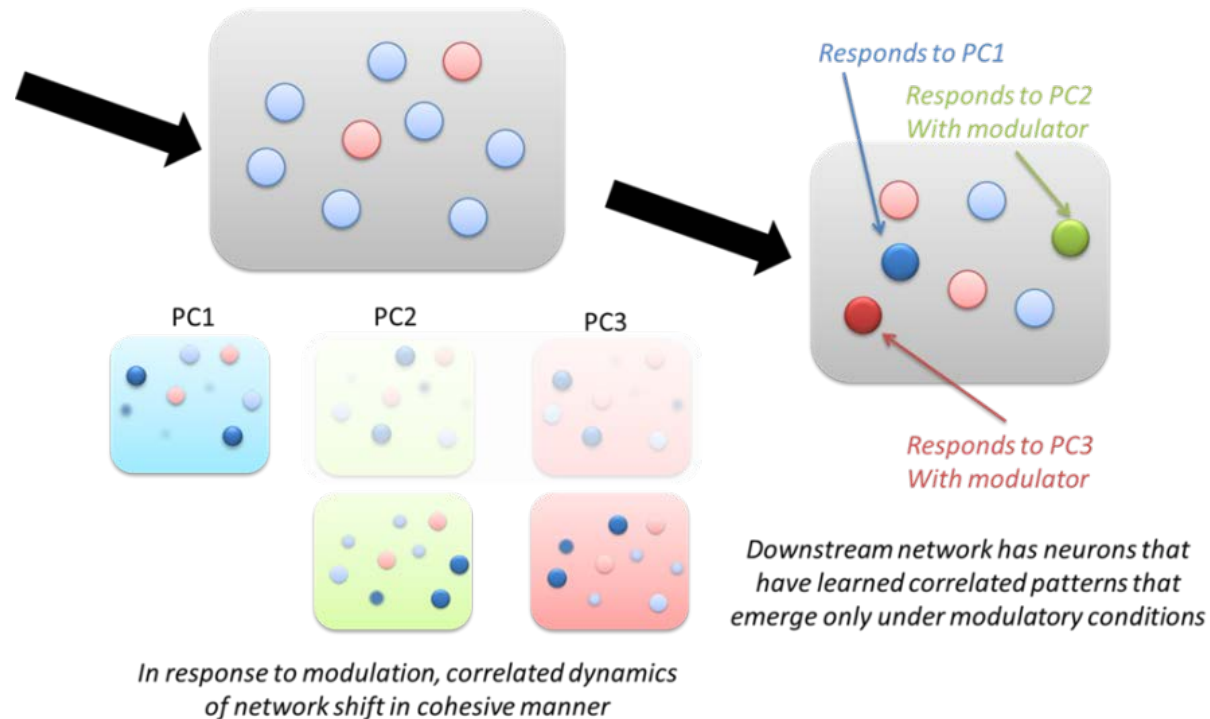 Responds to PC1
Responds to PC2
With modulator
PC1
PC2
PC3
Responds to PC3
With modulator
Downstream network has neurons that
have learned correlated patterns that
emerge only under modulatory conditions
In response to modulation, correlated dynamics
of network shift in cohesive manner